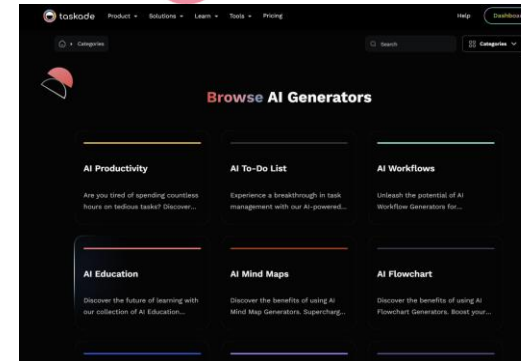 taskade Product Solutions Learn Tools Pricing Help Dashboard
Categories Search Categories
Browse AI Generators
AI Productivity
Are you tired of spending countless
hours on tedious tasks? Discover...
AI To-Do List
Experience a breakthrough in task
management with our AI-powered...
AI Workflows
Unleash the potential of AI
Workflow Generators for...
AI Education
Discover the future of learning with
our collection of AI Education...
AI Mind Maps
Discover the benefits of using AI
Mind Map Generators. Supercharg...
AI Flowchart
Discover the benefits of using AI
Flowchart Generators. Boost your...